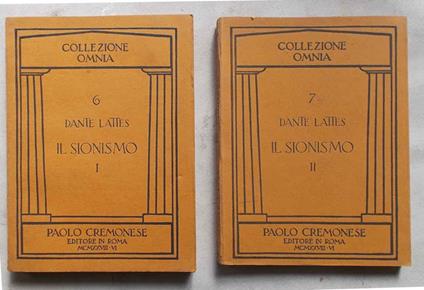 COLLEZIONE
OMNIA
6
DANTE LATTES
IL SIONISMO
I
PAOLO CREMONESE
EDITORE IN ROMA
MCMXXVIII·VI
COLLEZIONE
OMNIA
7
DANTE LATTES
IL SIONISMO
II
PAOLO CREMONESE
EDITORE IN ROMA
MCMXXVIII·VI